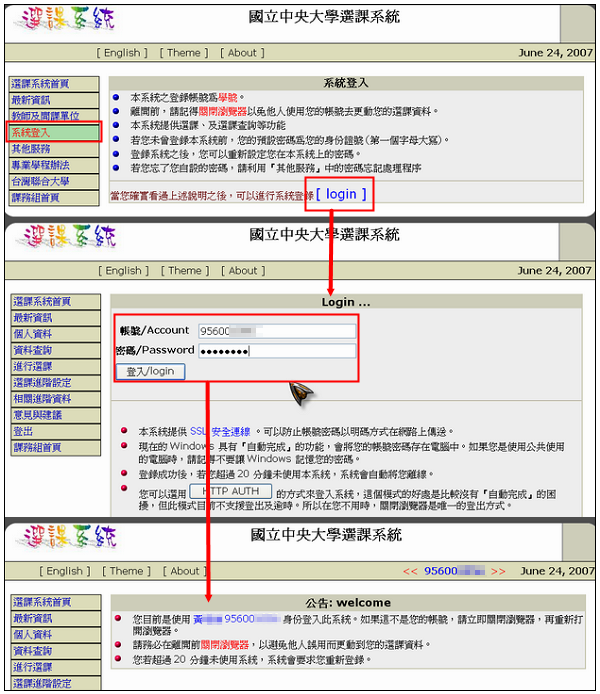 選課系統
國立中央大學選課系統
[ English ] [ Theme ] [ About ] June 24, 2007
選課系統首頁
最新資訊
教師及開課單位
系統登入
其他服務
專業學程辦法
台灣聯合大學
課務組首頁
系統登入
本系統之登錄帳號為學號。
離開前，請記得關閉瀏覽器以免他人使用您的帳號去更動您的選課資料。
本系統提供選課、及選課查詢等功能
若您未曾登錄本系統前，您的預設密碼為您的身份證號(第一個字母大寫)。
登錄系統之後，您可以重新設定您在本系統上的密碼。
若您忘了您自設的密碼，請利用『其他服務』中的密碼忘記處理程序
當您確實看過上述說明之後，可以進行系統登錄 [ login ]
選課系統
國立中央大學選課系統
[ English ] [ Theme ] [ About ] June 24, 2007
選課系統首頁
最新資訊
個人資料
資料查詢
進行選課
選課進階設定
相關進階資料
意見與建議
登出
課務組首頁
Login ...
帳號/Account 95600
密碼/Password ●●●●●●●●
登入/login
本系統提供 SSL 安全連線 。可以防止帳號密碼以明碼方式在網路上傳送。
現在的 Windows 具有『自動完成』的功能，會將您的帳號密碼存在電腦中。如果您是使用公共使用
的電腦時，請記得不要讓 Windows 記憶您的密碼。
登錄成功後，若您超過 20 分鐘未使用本系統，系統會自動將您離線。
您可以選用 HTTP AUTH 的方式來登入系統，這個模式的好處是比較沒有『自動完成』的困
擾，但此模式目前不支援登出及逾時。所以在您不用時，關閉瀏覽器是唯一的登出方式。
選課系統
國立中央大學選課系統
[ English ] [ Theme ] [ About ] << 95600 >> June 24, 2007
選課系統首頁
最新資訊
個人資料
資料查詢
進行選課
選課進階設定
公告: welcome
您目前是使用 黃 95600 身份登入此系統。如果這不是您的帳號，請立即關閉瀏覽器，再重新打
開瀏覽器。
請務必在離開前關閉瀏覽器，以避免他人誤用而更動到您的選課資料。
您若超過 20 分鐘未使用系統，系統會要求您重新登錄。